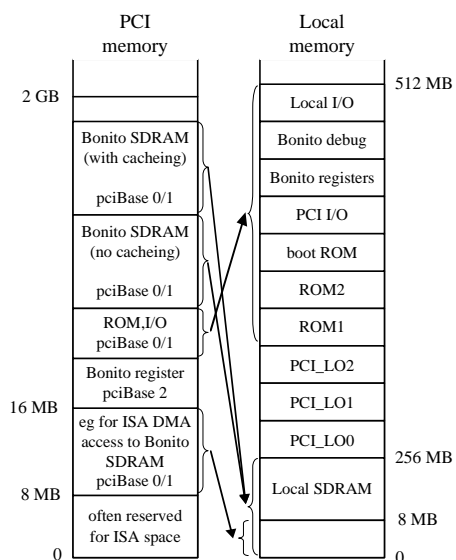 PCI
memory
Local
memory
2 GB
Bonito SDRAM
(with cacheing)
pciBase 0/1
Bonito SDRAM
(no cacheing)
pciBase 0/1
ROM,I/O
pciBase 0/1
Bonito register
pciBase 2
16 MB
eg for ISA DMA
access to Bonito
SDRAM
pciBase 0/1
8 MB
often reserved
for ISA space
0
512 MB
Local I/O
Bonito debug
Bonito registers
PCI I/O
boot ROM
ROM2
ROM1
PCI_LO2
PCI_LO1
PCI_LO0
256 MB
Local SDRAM
8 MB
0